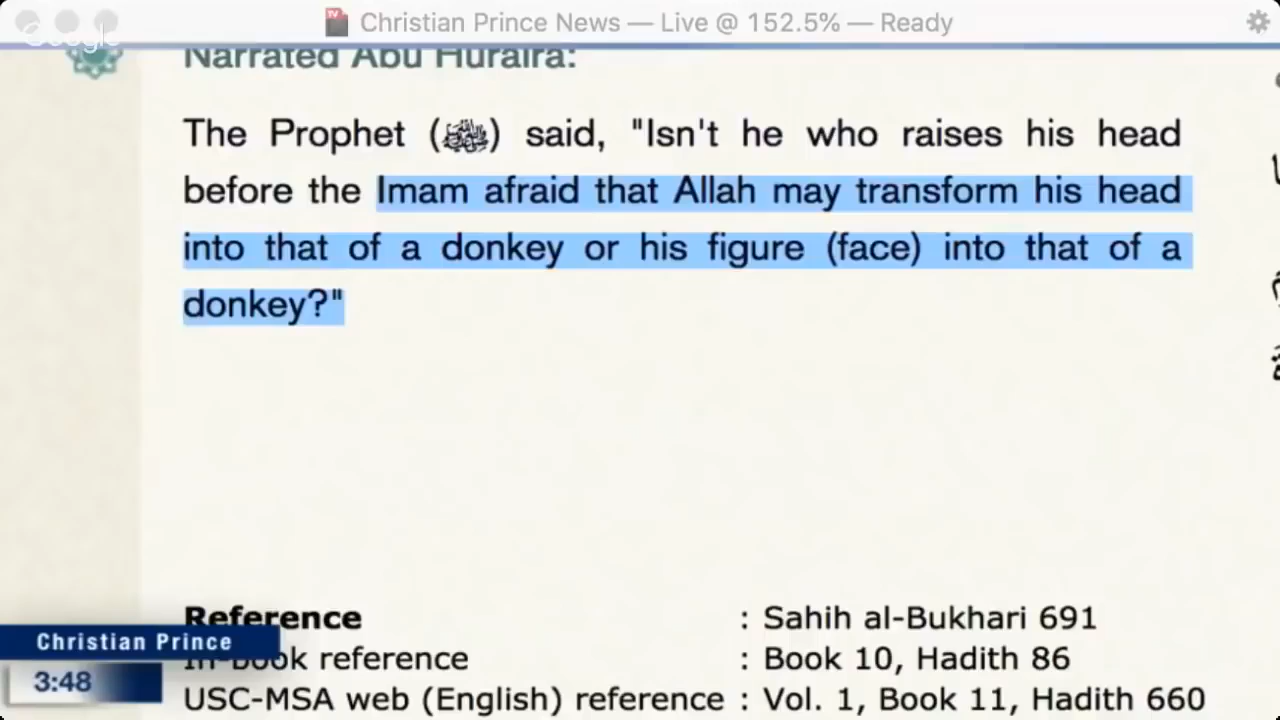 Christian Prince News — Live @ 152.5% — Ready
Google
Narrated Abu Huraira:
The Prophet (ﷺ) said, "Isn't he who raises his head
before the Imam afraid that Allah may transform his head
into that of a donkey or his figure (face) into that of a
donkey?"
Reference : Sahih al-Bukhari 691
In-book reference : Book 10, Hadith 86
USC-MSA web (English) reference : Vol. 1, Book 11, Hadith 660
Christian Prince
3:48